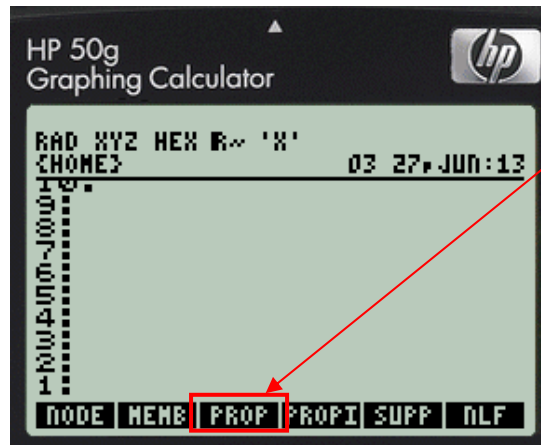 HP 50g
Graphing Calculator
hp
RAD XYZ HEX R~ 'X'
{HOME}
03 27,JUN:13
10:
9:
8:
7:
6:
5:
4:
3:
2:
1:
NODE MEMB PROP PROPI SUPP NLF